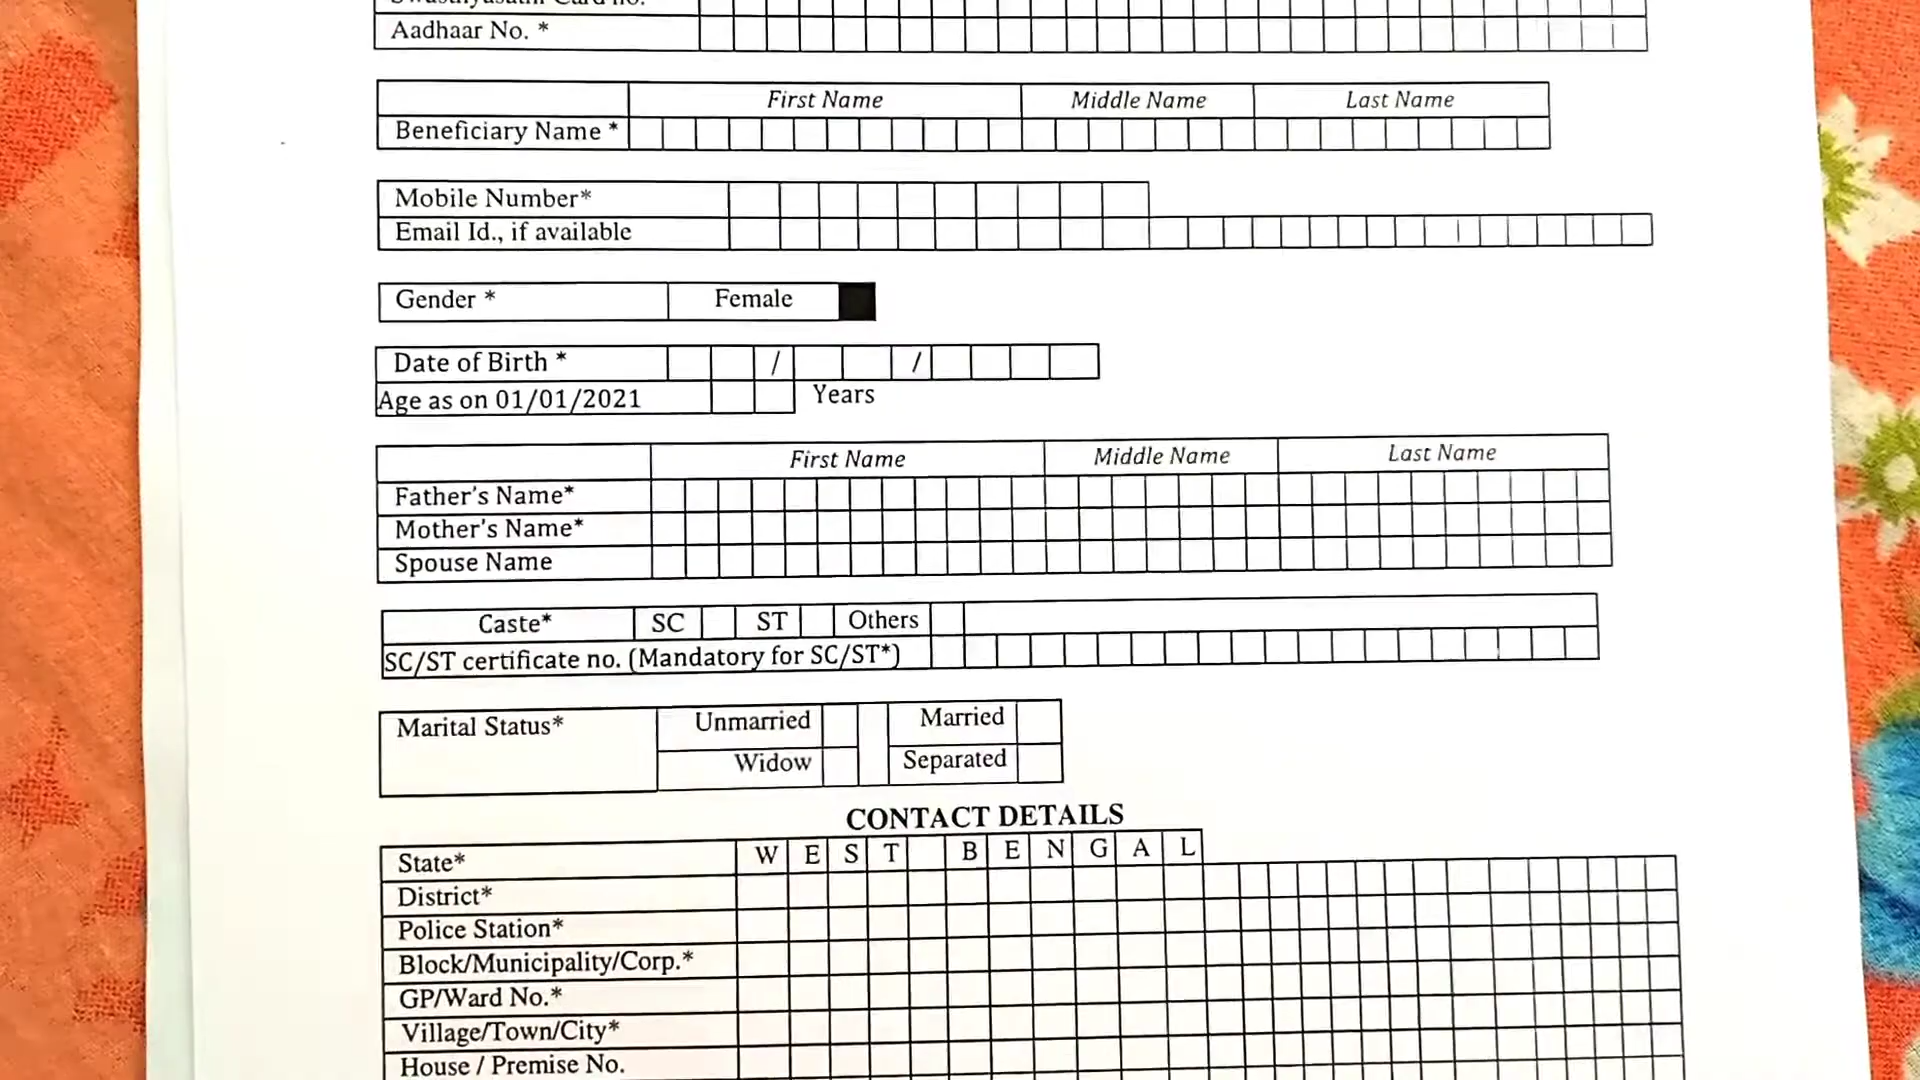 Aadhaar No. *
First Name Middle Name Last Name
Beneficiary Name *
Mobile Number*
Email Id., if available
Gender * Female
Date of Birth * / /
Age as on 01/01/2021 Years
First Name Middle Name Last Name
Father's Name*
Mother's Name*
Spouse Name
Caste* SC ST Others
SC/ST certificate no. (Mandatory for SC/ST*)
Marital Status* Unmarried Married
Widow Separated
CONTACT DETAILS
State* W E S T B E N G A L
District*
Police Station*
Block/Municipality/Corp.*
GP/Ward No.*
Village/Town/City*
House / Premise No.